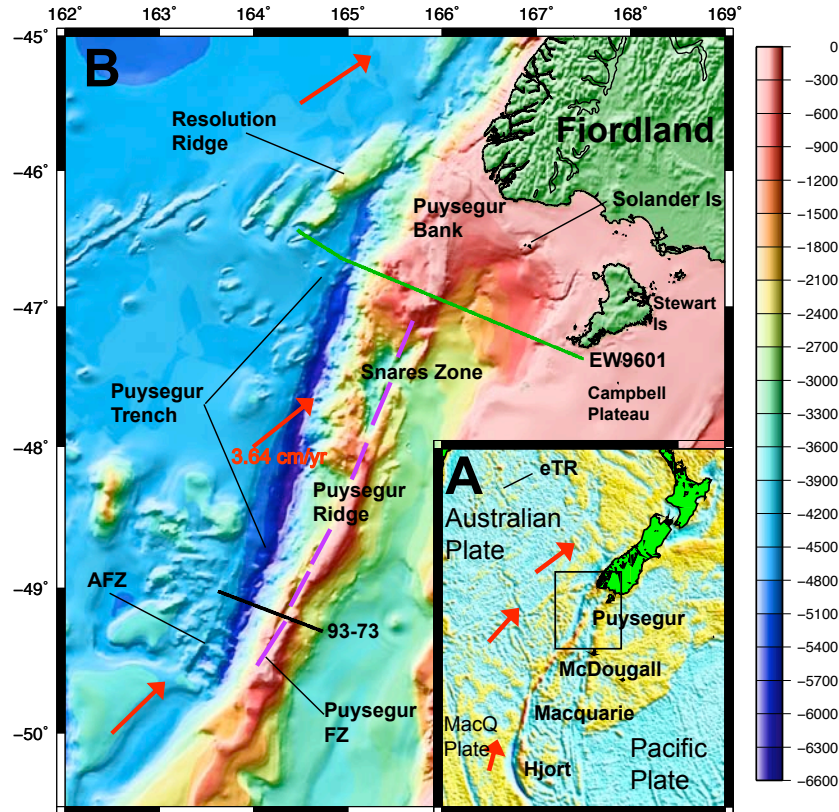 162° 163° 164° 165° 166° 167° 168° 169°
−45°
−46°
−47°
−48°
−49°
−50°
B
Resolution
Ridge
Fiordland
Puysegur
Bank
Solander Is
Stewart
Is
EW9601
Snares Zone
Campbell
Plateau
Puysegur
Trench
3.64 cm/yr
Puysegur
Ridge
AFZ
93-73
Puysegur
FZ
A
eTR
Australian
Plate
Puysegur
McDougall
Macquarie
MacQ
Plate
Hjort
Pacific
Plate
0
−300
−600
−900
−1200
−1500
−1800
−2100
−2400
−2700
−3000
−3300
−3600
−3900
−4200
−4500
−4800
−5100
−5400
−5700
−6000
−6300
−6600